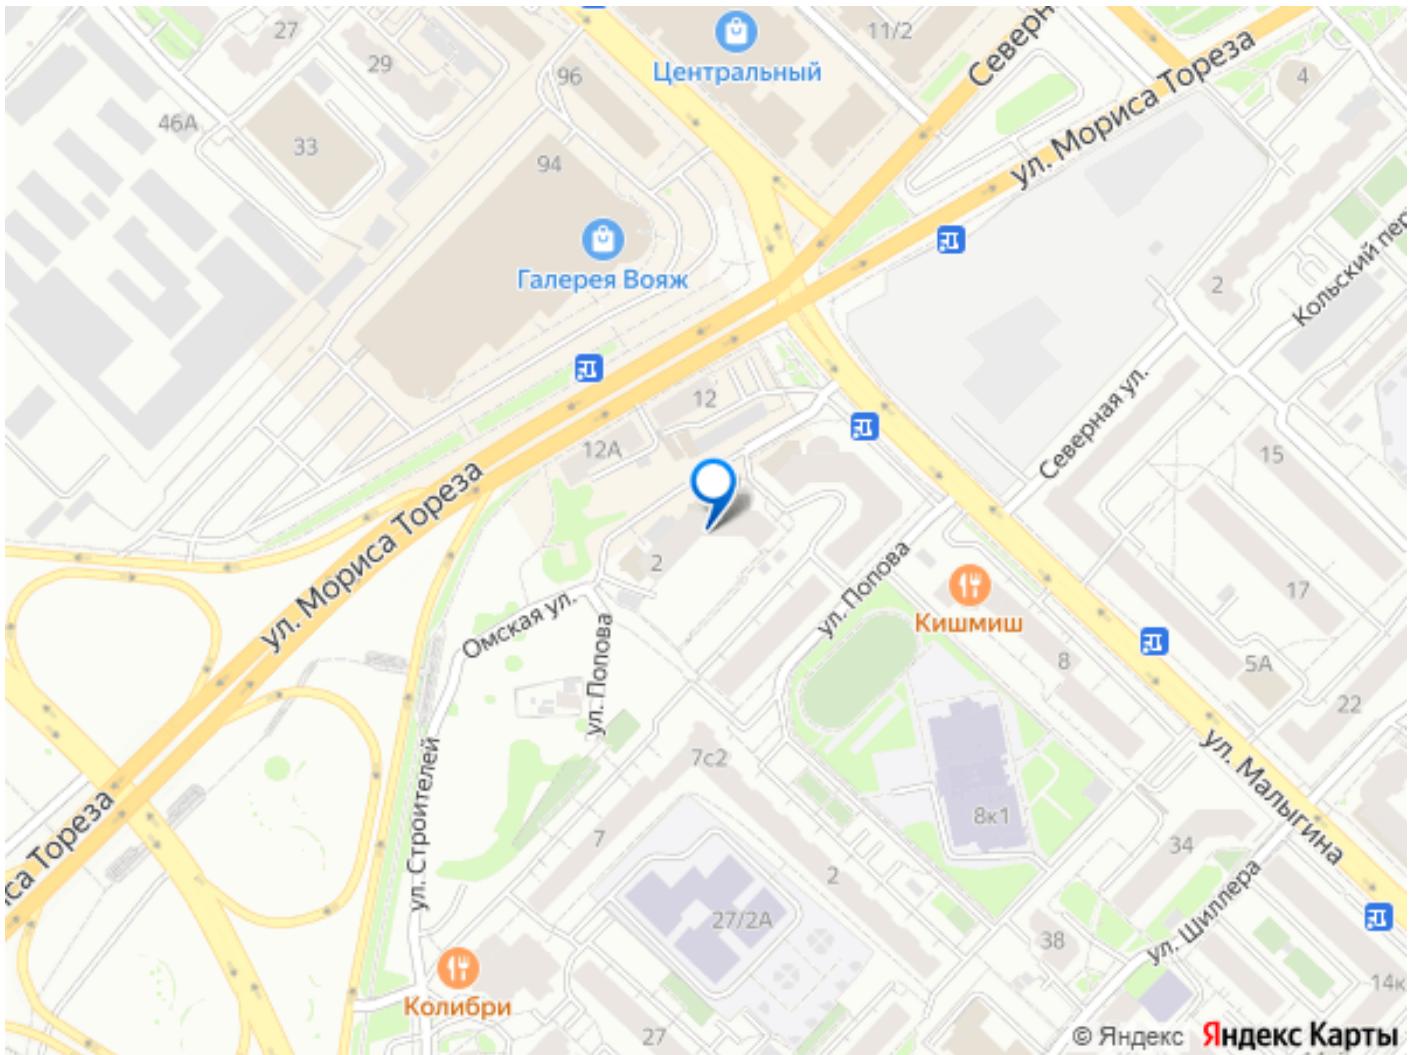 27
11/2
Северн
29
96
Центральный
ул. Мориса Тореза
4
46А
33
94
Галерея Вояж
2
Кольский пер
12
Северная ул.
12А
15
ул. Мориса Тореза
2
ул. Попова
17
Кишмиш
Омская ул.
ул. Попова
8
5А
22
7с2
ул. Малыгина
ул. Строителей
8к1
7
34
са Тореза
2
27/2А
38
ул. Шиллера
Колибри
14к
27
© Яндекс Яндекс Карты